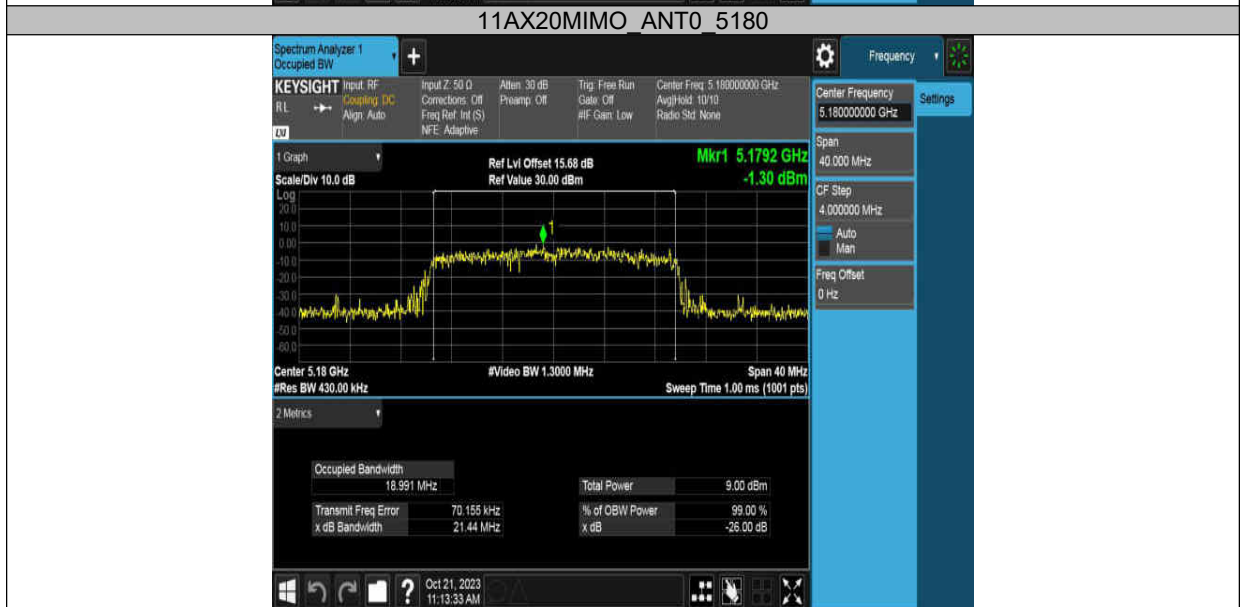 11AX20MIMO_ANT0_5180
Spectrum Analyzer 1
Occupied BW
Frequency
KEYSIGHT
Input: RF
Coupling: DC
Align: Auto
RL
LXI
Input Z: 50 Ω
Corrections: Off
Freq Ref: Int (S)
NFE: Adaptive
Atten: 30 dB
Preamp: Off
Trig: Free Run
Gate: Off
#IF Gain: Low
Center Freq: 5.180000000 GHz
Avg|Hold: 10/10
Radio Std: None
Center Frequency
5.180000000 GHz
Settings
Span
40.000 MHz
CF Step
4.000000 MHz
Auto
Man
Freq Offset
0 Hz
1 Graph
Scale/Div 10.0 dB
Ref Lvl Offset 15.68 dB
Ref Value 30.00 dBm
Mkr1 5.1792 GHz
-1.30 dBm
Log
20.0
10.0
0.00
-10.0
-20.0
-30.0
-40.0
-50.0
-60.0
1
Center 5.18 GHz
#Video BW 1.3000 MHz
Span 40 MHz
#Res BW 430.00 kHz
Sweep Time 1.00 ms (1001 pts)
2 Metrics
Occupied Bandwidth
18.991 MHz
Total Power 9.00 dBm
Transmit Freq Error 70.155 kHz
% of OBW Power 99.00 %
x dB Bandwidth 21.44 MHz
x dB -26.00 dB
?
Oct 21, 2023
11:13:33 AM